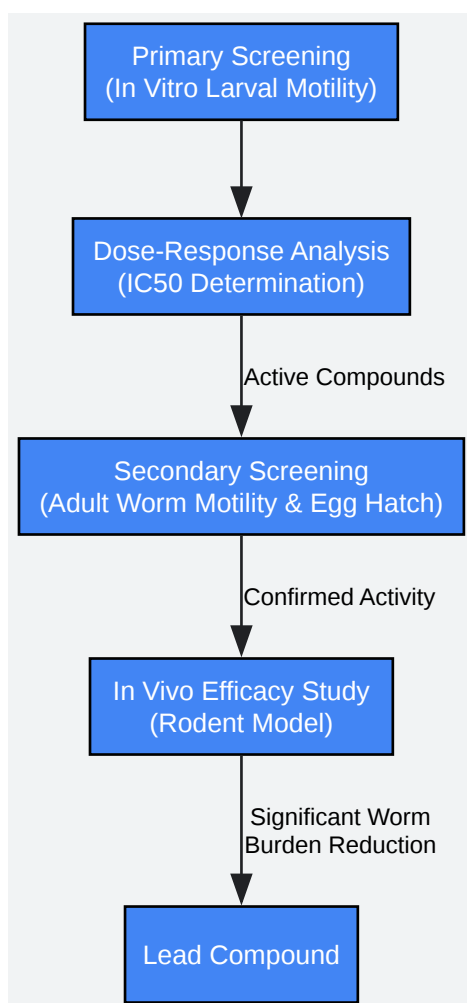 Primary Screening
(In Vitro Larval Motility)
Dose-Response Analysis
(IC50 Determination)
Active Compounds
Secondary Screening
(Adult Worm Motility & Egg Hatch)
Confirmed Activity
In Vivo Efficacy Study
(Rodent Model)
Significant Worm
Burden Reduction
Lead Compound